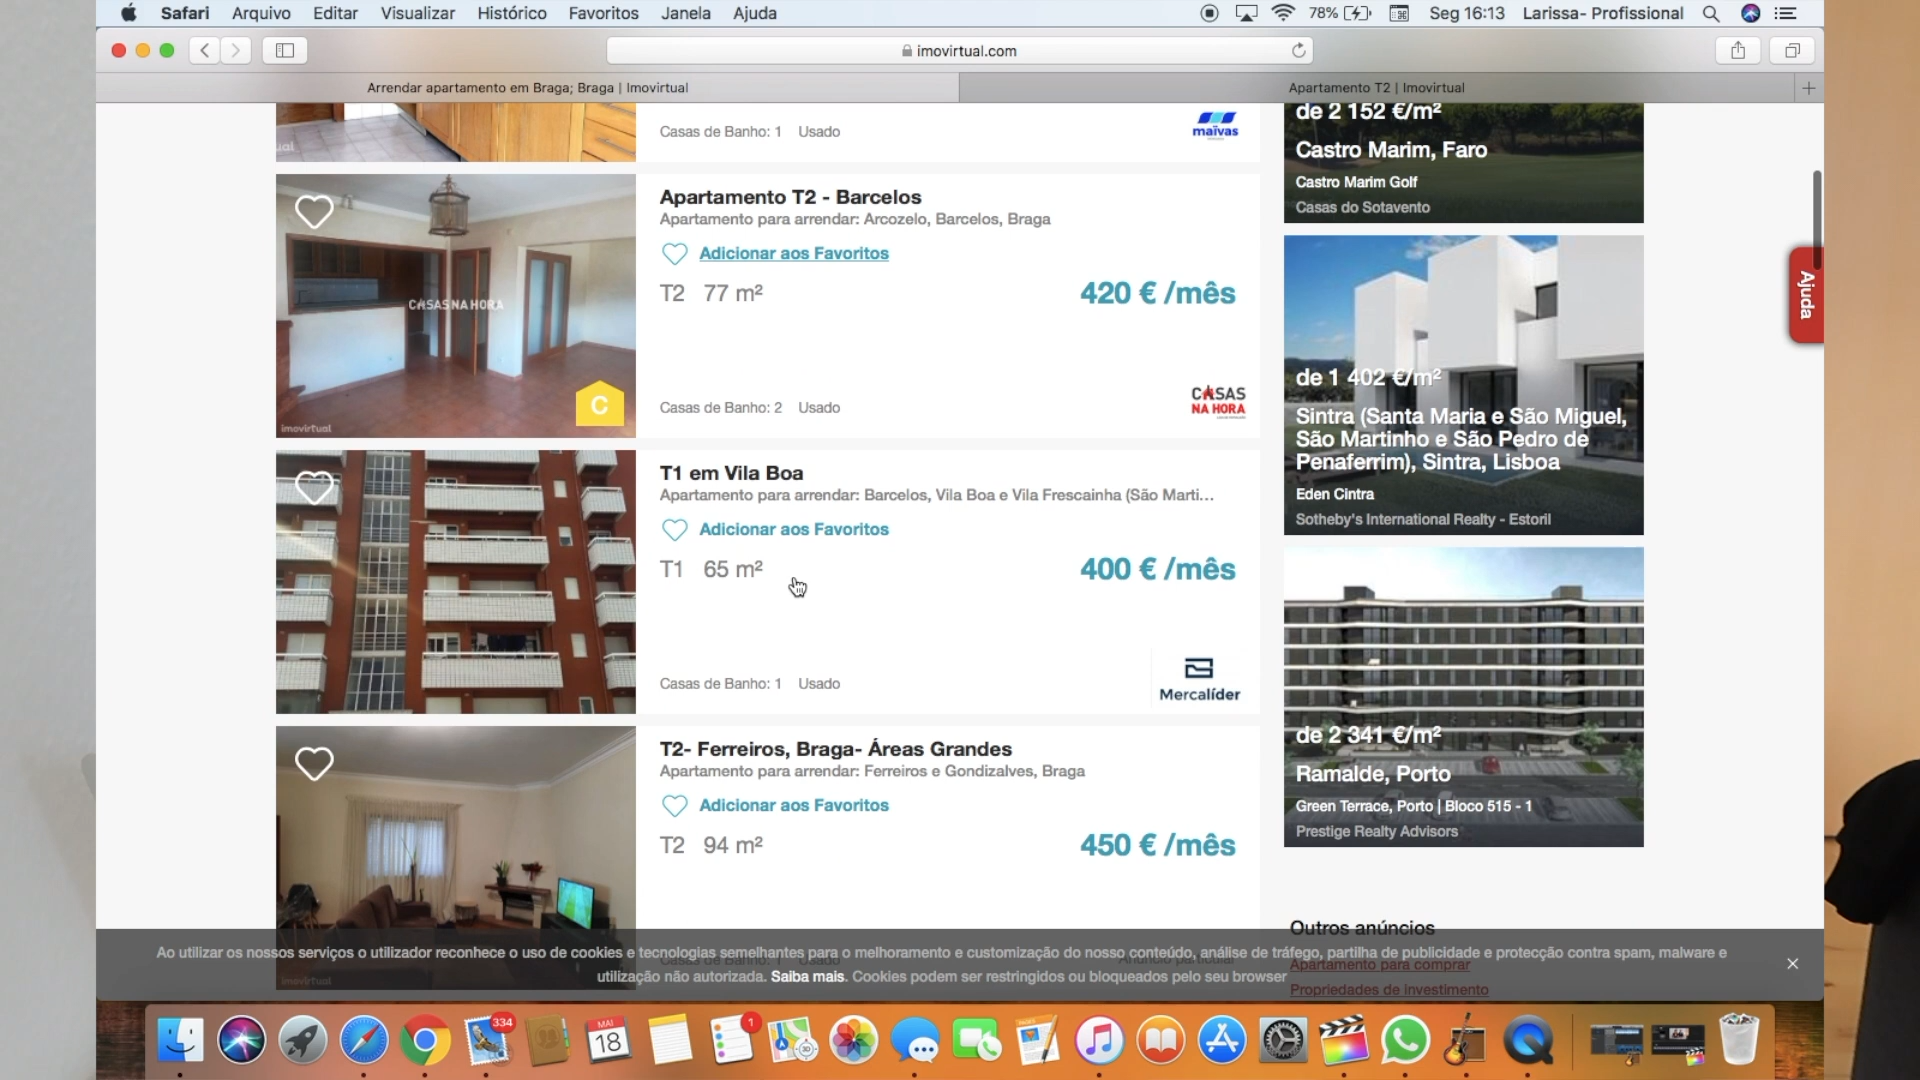 Safari Arquivo Editar Visualizar Histórico Favoritos Janela Ajuda 78% Seg 16:13 Larissa- Profissional
imovirtual.com
Arrendar apartamento em Braga; Braga | Imovirtual
Apartamento T2 | Imovirtual
Casas de Banho: 1 Usado
maïvas
Apartamento T2 - Barcelos
Apartamento para arrendar: Arcozelo, Barcelos, Braga
Adicionar aos Favoritos
T2 77 m²
420 € /mês
Casas de Banho: 2 Usado
CASAS NA HORA
CASAS
NA HORA
C
imovirtual
T1 em Vila Boa
Apartamento para arrendar: Barcelos, Vila Boa e Vila Frescainha (São Marti...
Adicionar aos Favoritos
T1 65 m²
400 € /mês
Casas de Banho: 1 Usado
Mercalíder
T2- Ferreiros, Braga- Áreas Grandes
Apartamento para arrendar: Ferreiros e Gondizalves, Braga
Adicionar aos Favoritos
T2 94 m²
450 € /mês
de 2 152 €/m²
Castro Marim, Faro
Castro Marim Golf
Casas do Sotavento
de 1 402 €/m²
Sintra (Santa Maria e São Miguel,
São Martinho e São Pedro de
Penaferrim), Sintra, Lisboa
Eden Cintra
Sotheby's International Realty - Estoril
de 2 341 €/m²
Ramalde, Porto
Green Terrace, Porto | Bloco 515 - 1
Prestige Realty Advisors
Ajuda
Outros anúncios
Apartamento para comprar
Propriedades de Investimento
Ao utilizar os nossos serviços o utilizador reconhece o uso de cookies e tecnologias semelhantes para o melhoramento e customização do nosso conteúdo, análise de tráfego, partilha de publicidade e protecção contra spam, malware e
utilização não autorizada. Saiba mais. Cookies podem ser restringidos ou bloqueados pelo seu browser
imovirtual
334
MAI
18
1